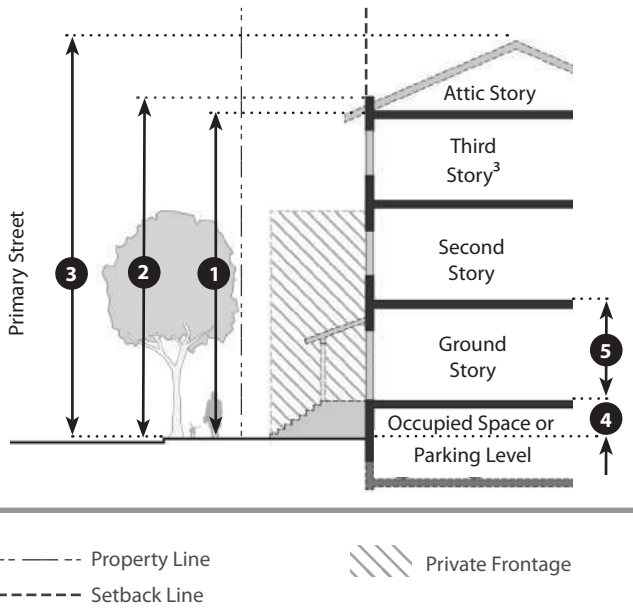 Attic Story
Third
Story³
Second
Story
Ground
Story
Occupied Space or
Parking Level
Primary Street
3
2
1
5
4
Property Line
Setback Line
Private Frontage